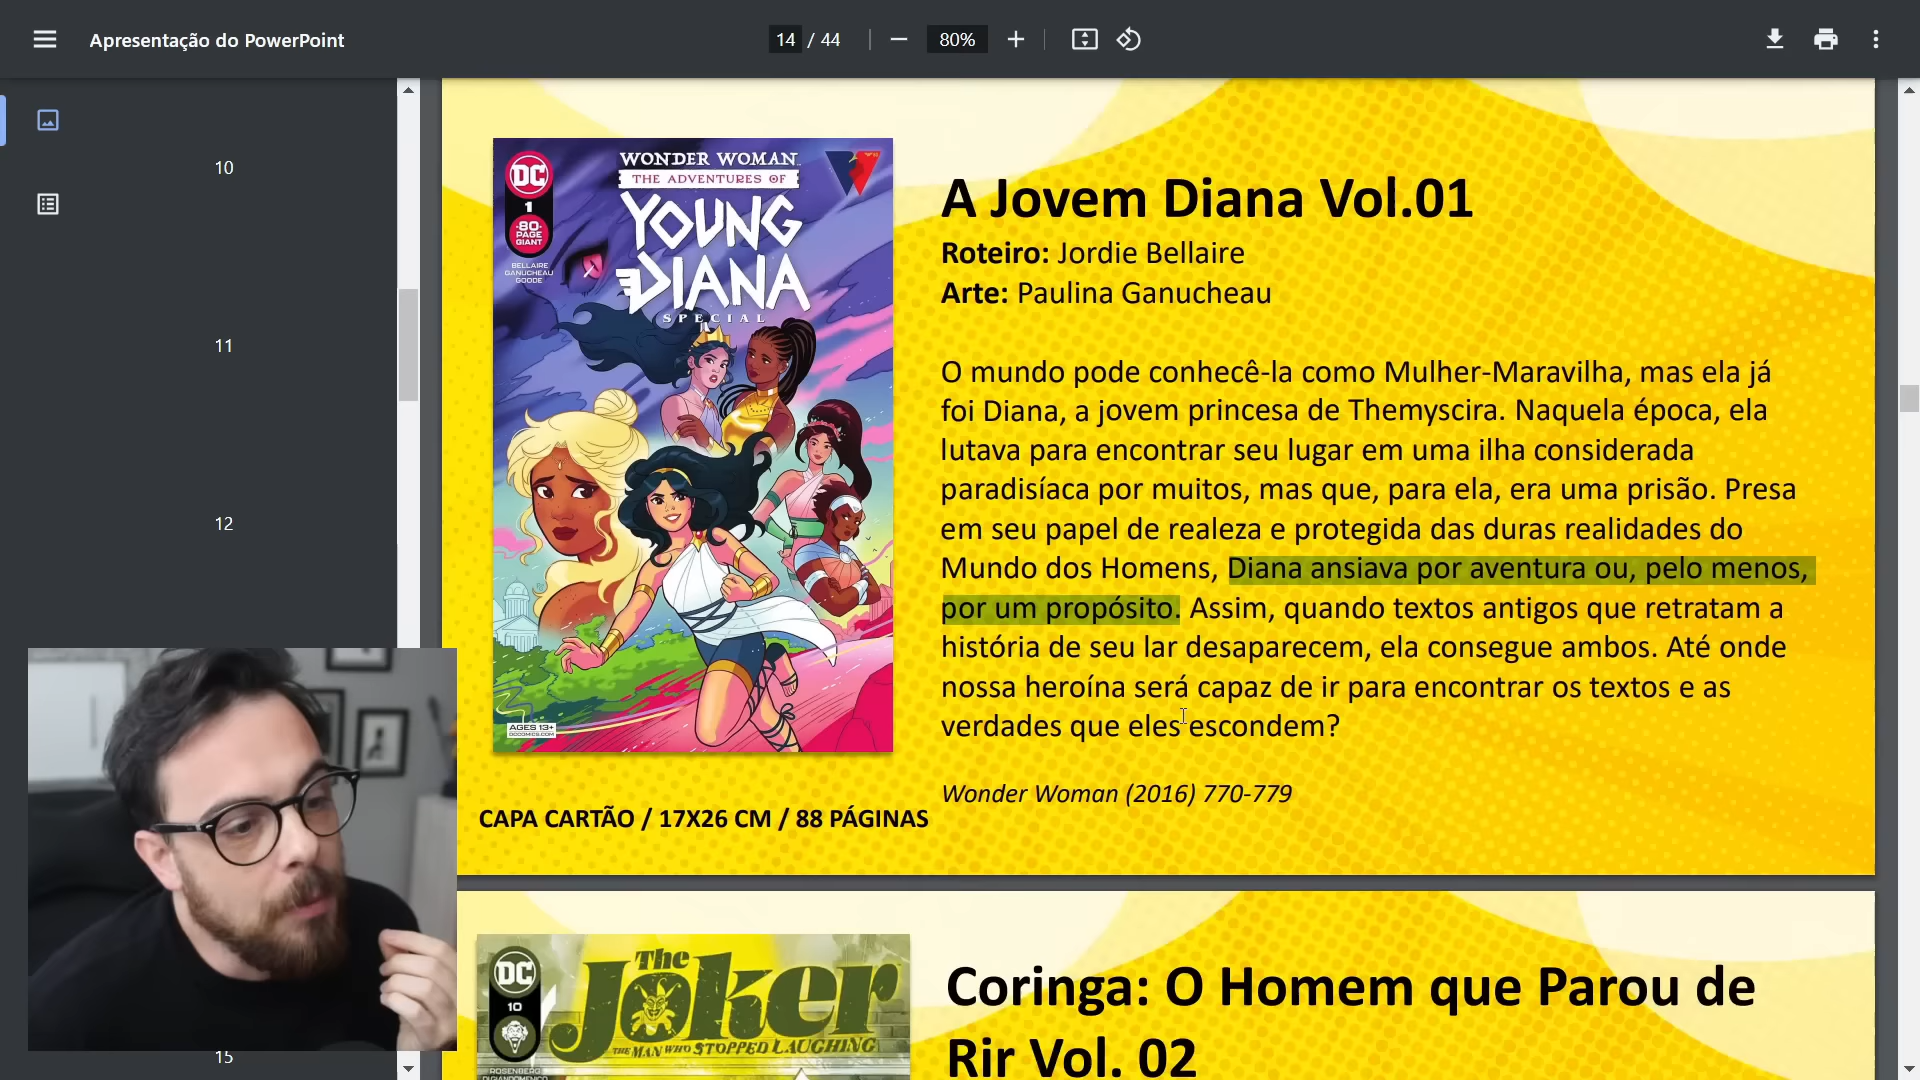 Apresentação do PowerPoint
14 / 44
80%
10
11
12
15
DC
1
80-
PAGE
GIANT
BELLAIRE
GANUCHEAU
GOODE
WONDER WOMAN
THE ADVENTURES OF
YOUNG
DIANA
SPECIAL
AGES 13+
DCCOMICS.COM
CAPA CARTÃO / 17X26 CM / 88 PÁGINAS
A Jovem Diana Vol.01
Roteiro: Jordie Bellaire
Arte: Paulina Ganucheau
O mundo pode conhecê-la como Mulher-Maravilha, mas ela já
foi Diana, a jovem princesa de Themyscira. Naquela época, ela
lutava para encontrar seu lugar em uma ilha considerada
paradisíaca por muitos, mas que, para ela, era uma prisão. Presa
em seu papel de realeza e protegida das duras realidades do
Mundo dos Homens, Diana ansiava por aventura ou, pelo menos,
por um propósito. Assim, quando textos antigos que retratam a
história de seu lar desaparecem, ela consegue ambos. Até onde
nossa heroína será capaz de ir para encontrar os textos e as
verdades que eles escondem?
Wonder Woman (2016) 770-779
DC
10
ROSENBERG
The
Joker
THE MAN WHO STOPPED LAUGHING
Coringa: O Homem que Parou de
Rir Vol. 02